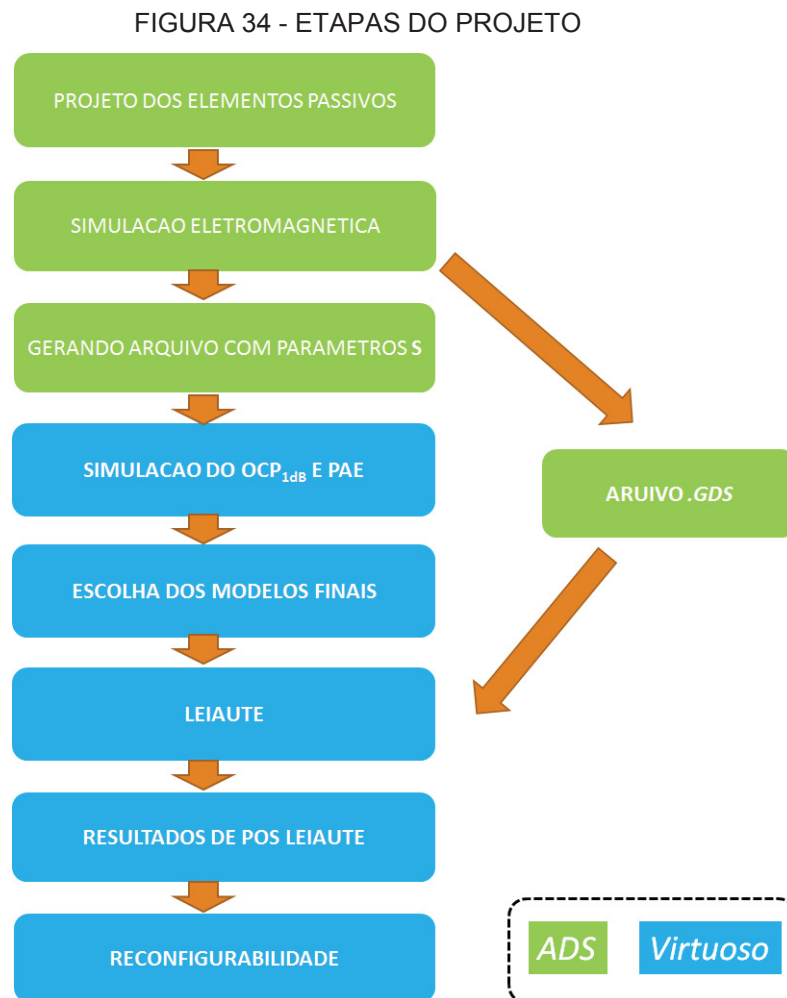 FIGURA 34 - ETAPAS DO PROJETO
PROJETO DOS ELEMENTOS PASSIVOS
SIMULACAO ELETROMAGNETICA
GERANDO ARQUIVO COM PARAMETROS S
SIMULACAO DO OCP1dB E PAE
ARUIVO .GDS
ESCOLHA DOS MODELOS FINAIS
LEIAUTE
RESULTADOS DE POS LEIAUTE
RECONFIGURABILIDADE
ADS
Virtuoso